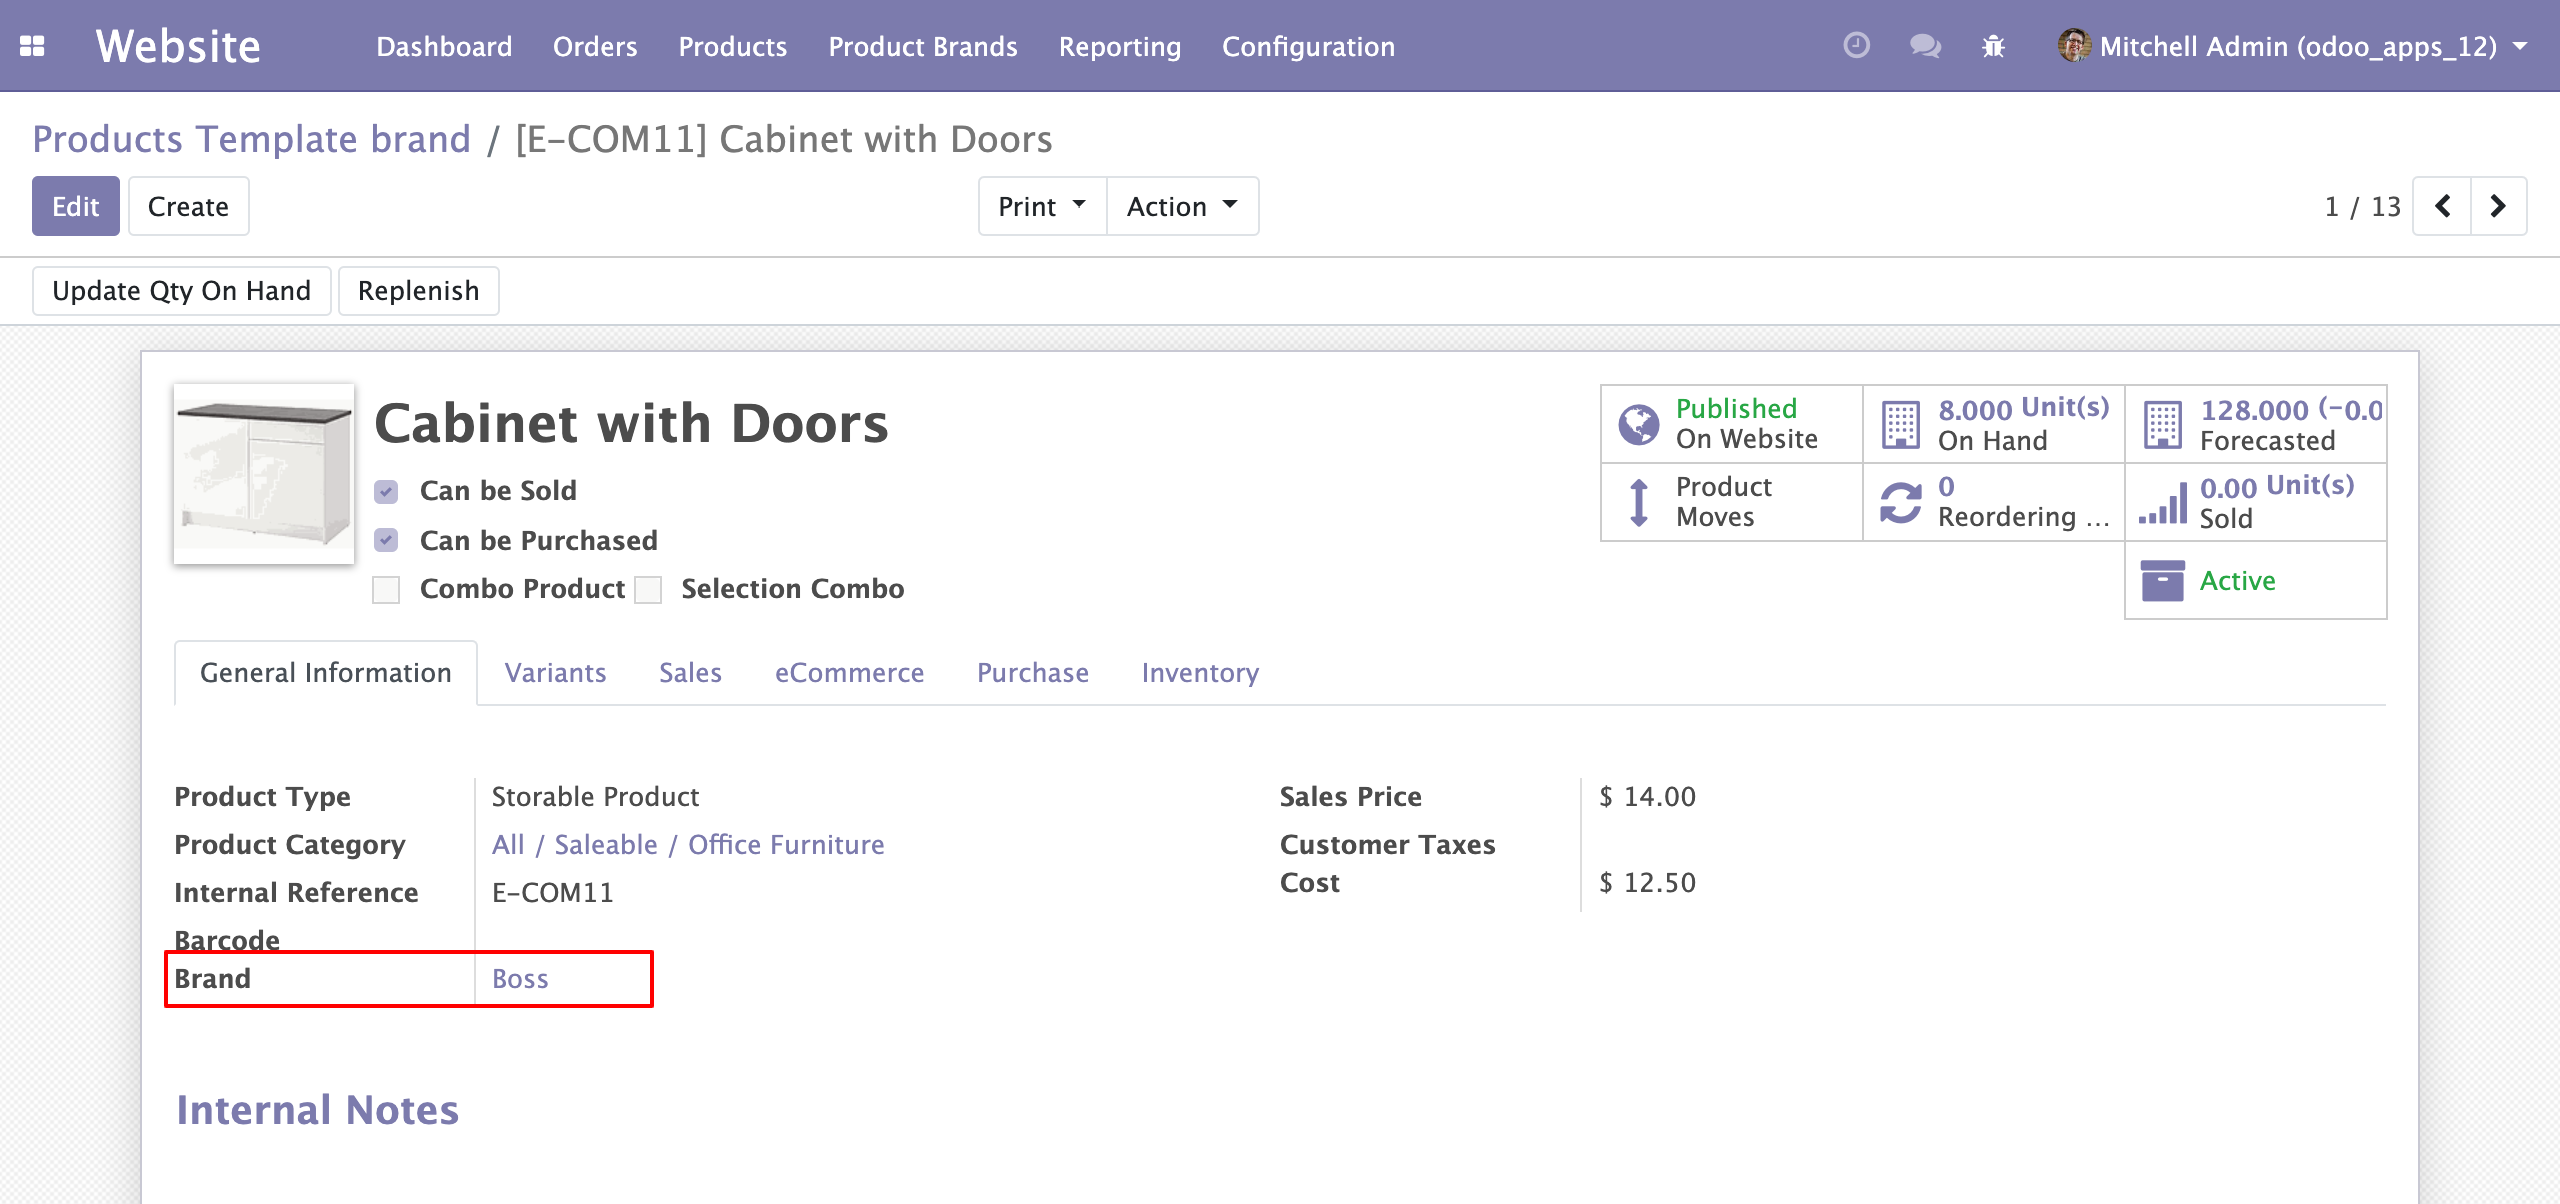 Website Dashboard Orders Products Product Brands Reporting Configuration Mitchell Admin (odoo_apps_12)
Products Template brand / [E-COM11] Cabinet with Doors
Edit Create Print Action 1 / 13
Update Qty On Hand Replenish
Cabinet with Doors
Can be Sold
Can be Purchased
Combo Product Selection Combo
Published
On Website
8.000 Unit(s)
On Hand
128.000 (-0.0
Forecasted
Product
Moves
0
Reordering ...
0.00 Unit(s)
Sold
Active
General Information Variants Sales eCommerce Purchase Inventory
Product Type Storable Product
Product Category All / Saleable / Office Furniture
Internal Reference E-COM11
Barcode
Brand Boss
Sales Price $ 14.00
Customer Taxes
Cost $ 12.50
Internal Notes